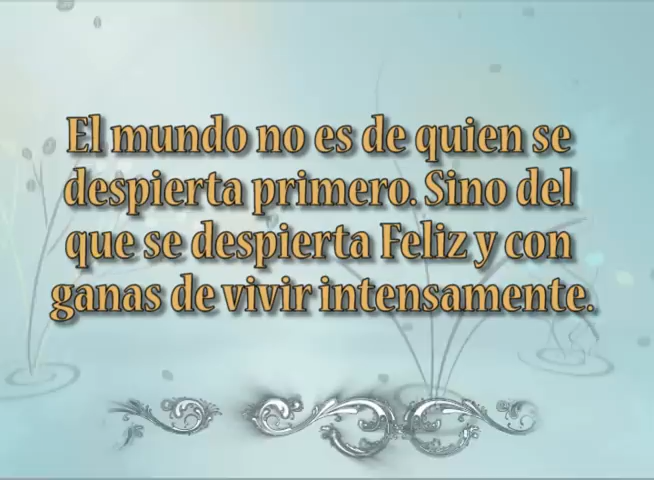 El mundo no es de quien se
despierta primero. Sino del
que se despierta Feliz y con
ganas de vivir intensamente.